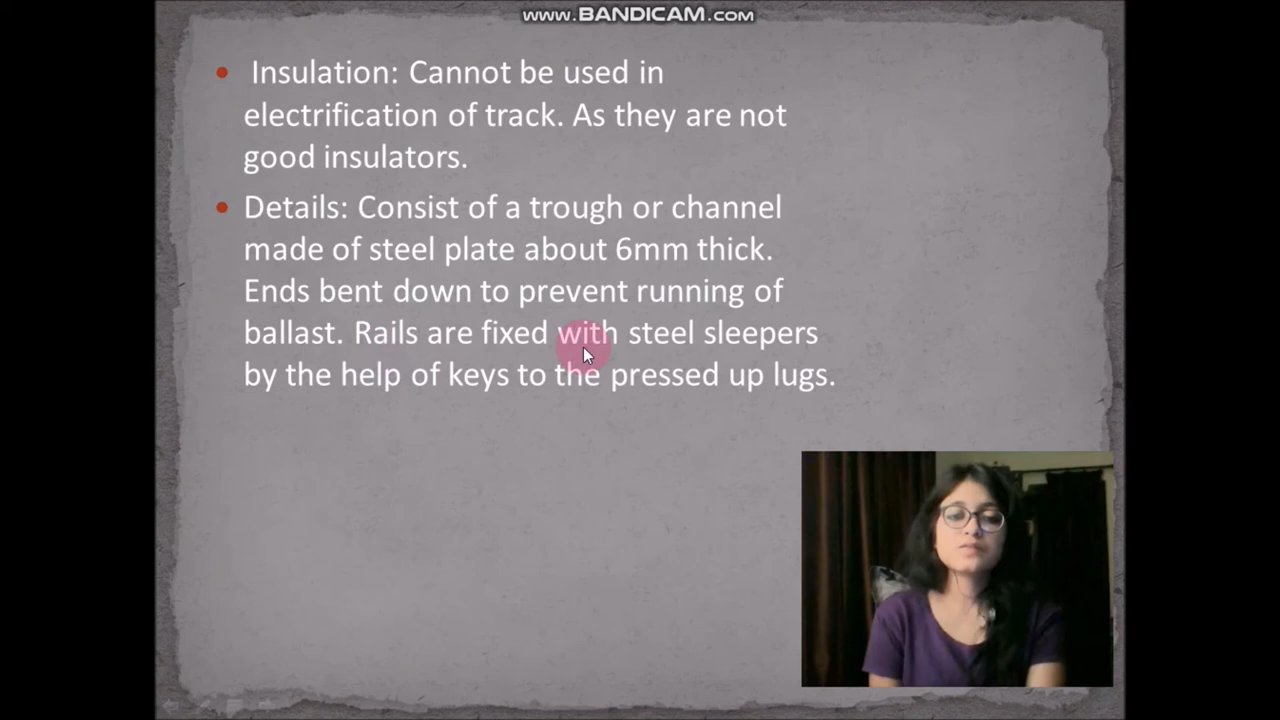 www.BANDICAM.com
Insulation: Cannot be used in
electrification of track. As they are not
good insulators.
Details: Consist of a trough or channel
made of steel plate about 6mm thick.
Ends bent down to prevent running of
ballast. Rails are fixed with steel sleepers
by the help of keys to the pressed up lugs.